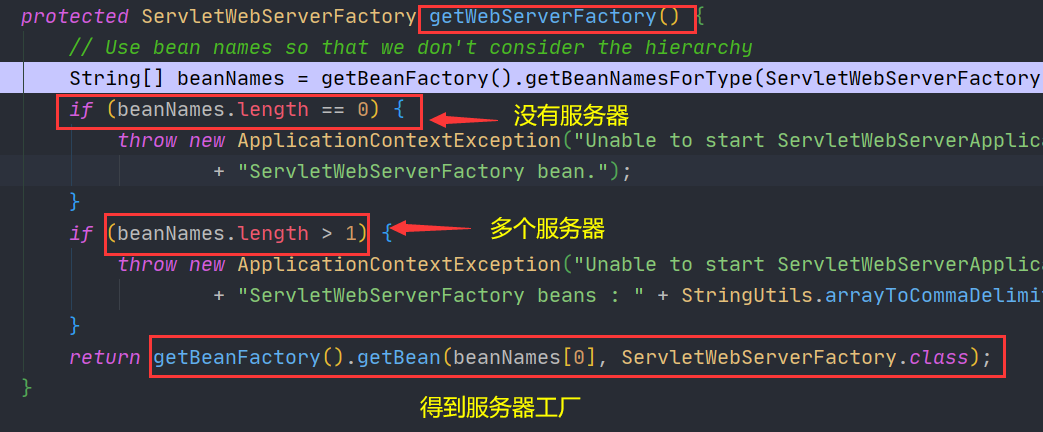 protected ServletWebServerFactory getWebServerFactory() {
// Use bean names so that we don't consider the hierarchy
String[] beanNames = getBeanFactory().getBeanNamesForType(ServletWebServerFactory
if (beanNames.length == 0) {
没有服务器
throw new ApplicationContextException("Unable to start ServletWebServerApplica
+ "ServletWebServerFactory bean.");
}
if (beanNames.length > 1) {
多个服务器
throw new ApplicationContextException("Unable to start ServletWebServerApplica
+ "ServletWebServerFactory beans : " + StringUtils.arrayToCommaDelimit
}
return getBeanFactory().getBean(beanNames[0], ServletWebServerFactory.class);
}
得到服务器工厂